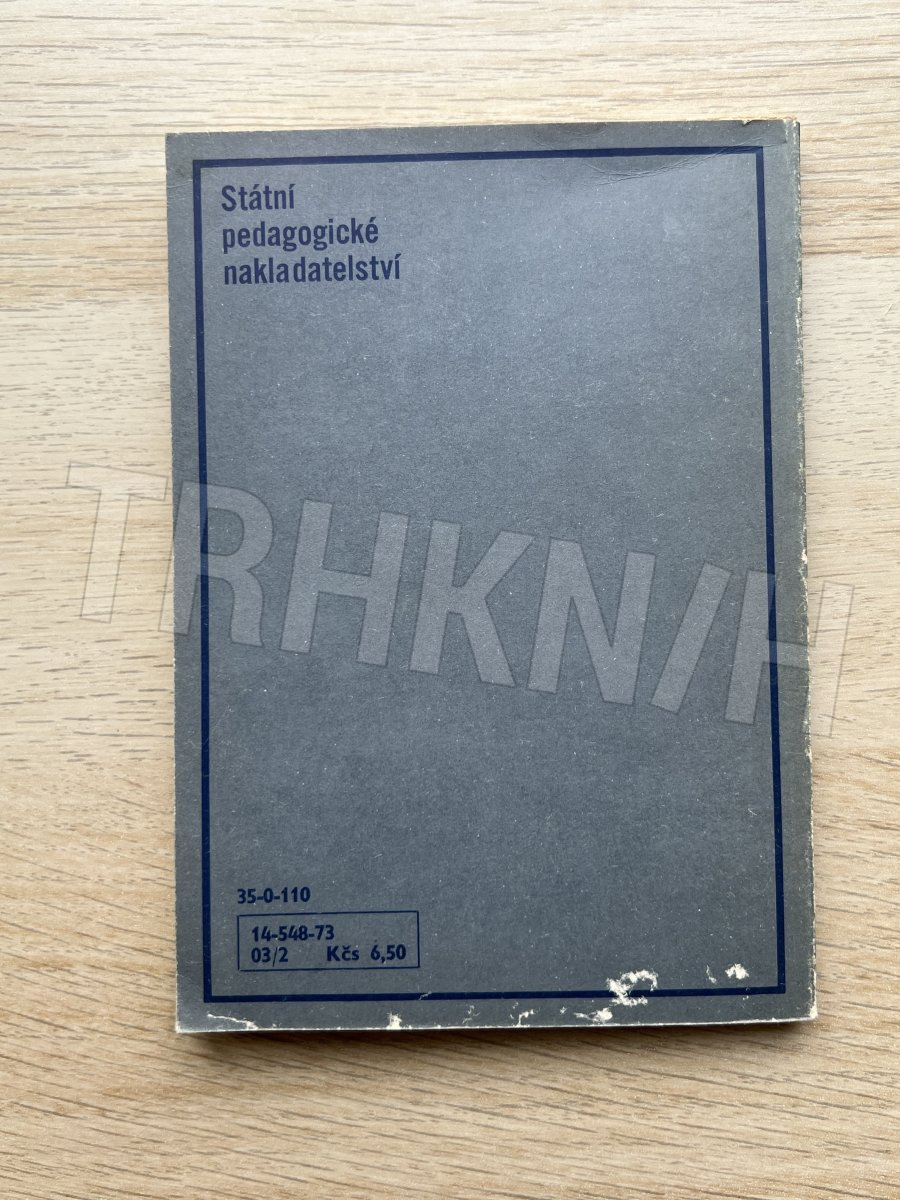 Státní
pedagogické
nakladatelství
TRHKNIH
35-0-110
14-548-73
03/2 Kčs 6,50